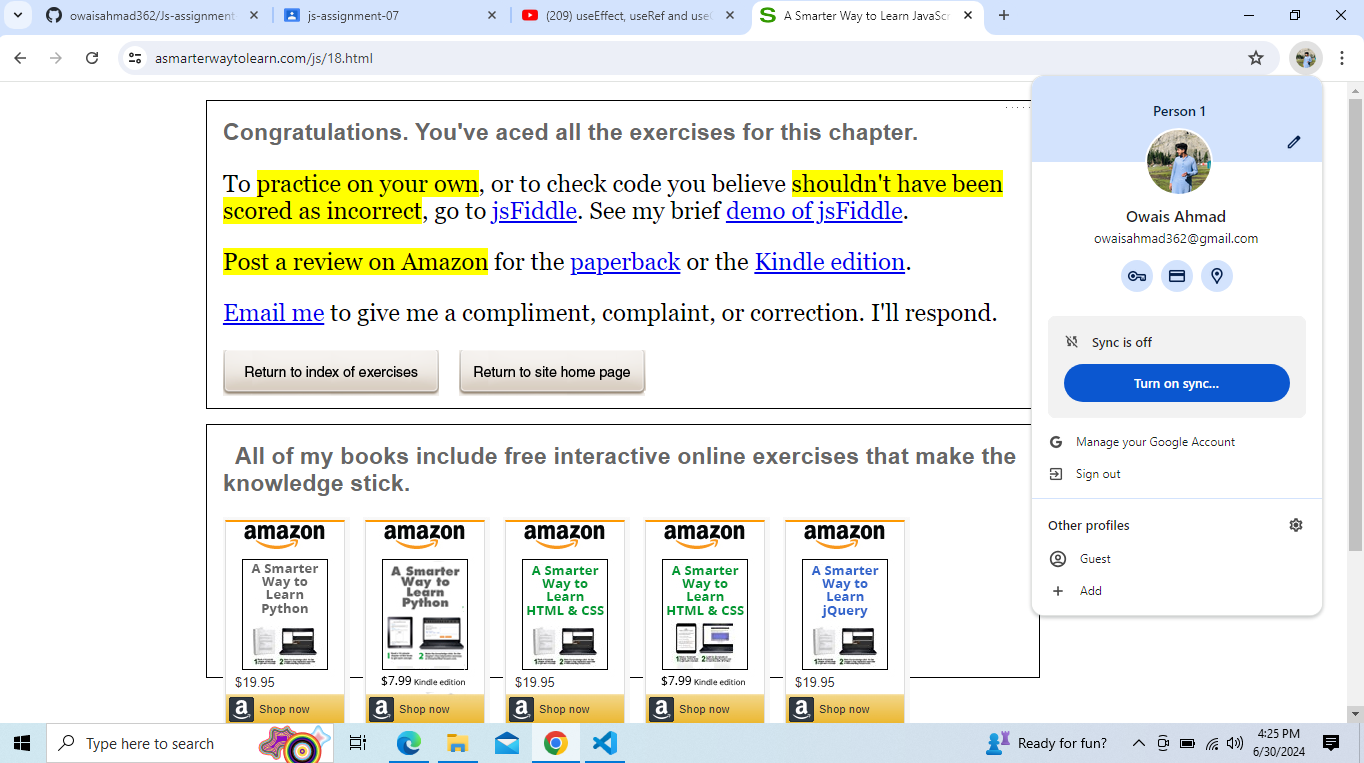 owaisahmad362/Js-assignment
js-assignment-07
(209) useEffect, useRef and useC
A Smarter Way to Learn JavaScr
asmarterwaytolearn.com/js/18.html
Congratulations. You've aced all the exercises for this chapter.
To practice on your own, or to check code you believe shouldn't have been
scored as incorrect, go to jsFiddle. See my brief demo of jsFiddle.
Post a review on Amazon for the paperback or the Kindle edition.
Email me to give me a compliment, complaint, or correction. I'll respond.
Return to index of exercises
Return to site home page
Person 1
Owais Ahmad
owaisahmad362@gmail.com
Sync is off
Turn on sync...
Manage your Google Account
Sign out
Other profiles
Guest
Add
All of my books include free interactive online exercises that make the
knowledge stick.
amazon
A Smarter
Way to
Learn
Python
$19.95
Shop now
amazon
A Smarter
Way to
Learn
Python
$7.99 Kindle edition
Shop now
amazon
A Smarter
Way to
Learn
HTML & CSS
$19.95
Shop now
amazon
A Smarter
Way to
Learn
HTML & CSS
$7.99 Kindle edition
Shop now
amazon
A Smarter
Way to
Learn
jQuery
$19.95
Shop now
Type here to search
Ready for fun?
4:25 PM
6/30/2024